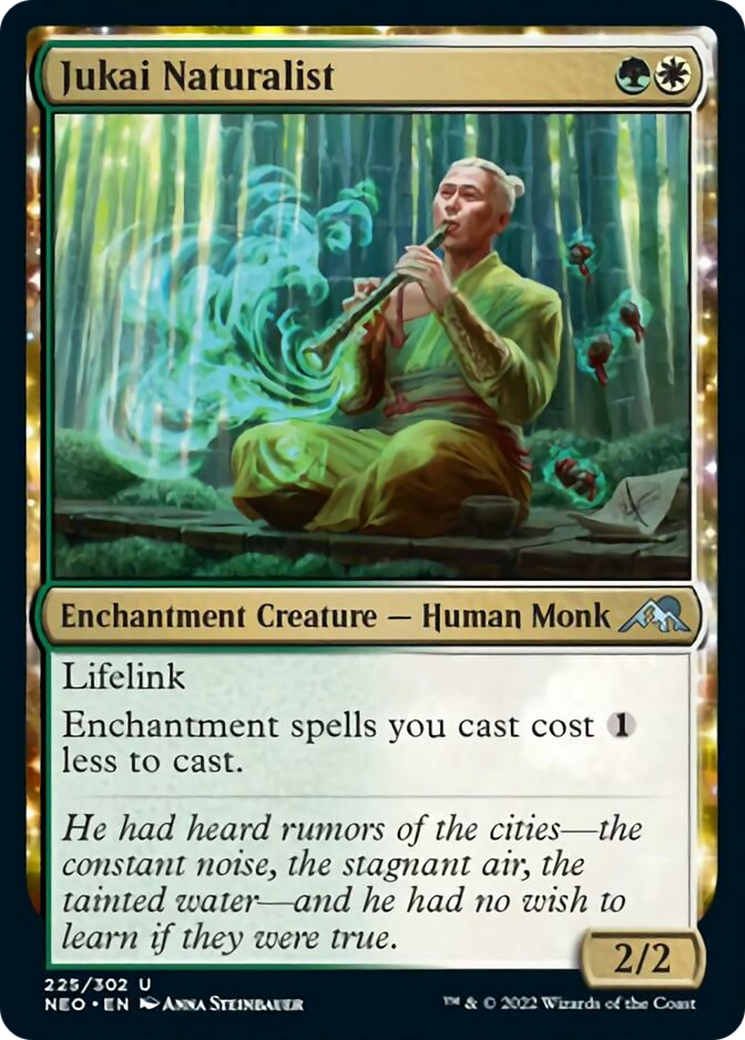 Jukai Naturalist
Enchantment Creature — Human Monk
Lifelink
Enchantment spells you cast cost 1
less to cast.
He had heard rumors of the cities—the
constant noise, the stagnant air, the
tainted water—and he had no wish to
learn if they were true.
2/2
225/302 U
NEO • EN Anna Steinbauer
™ & © 2022 Wizards of the Coast